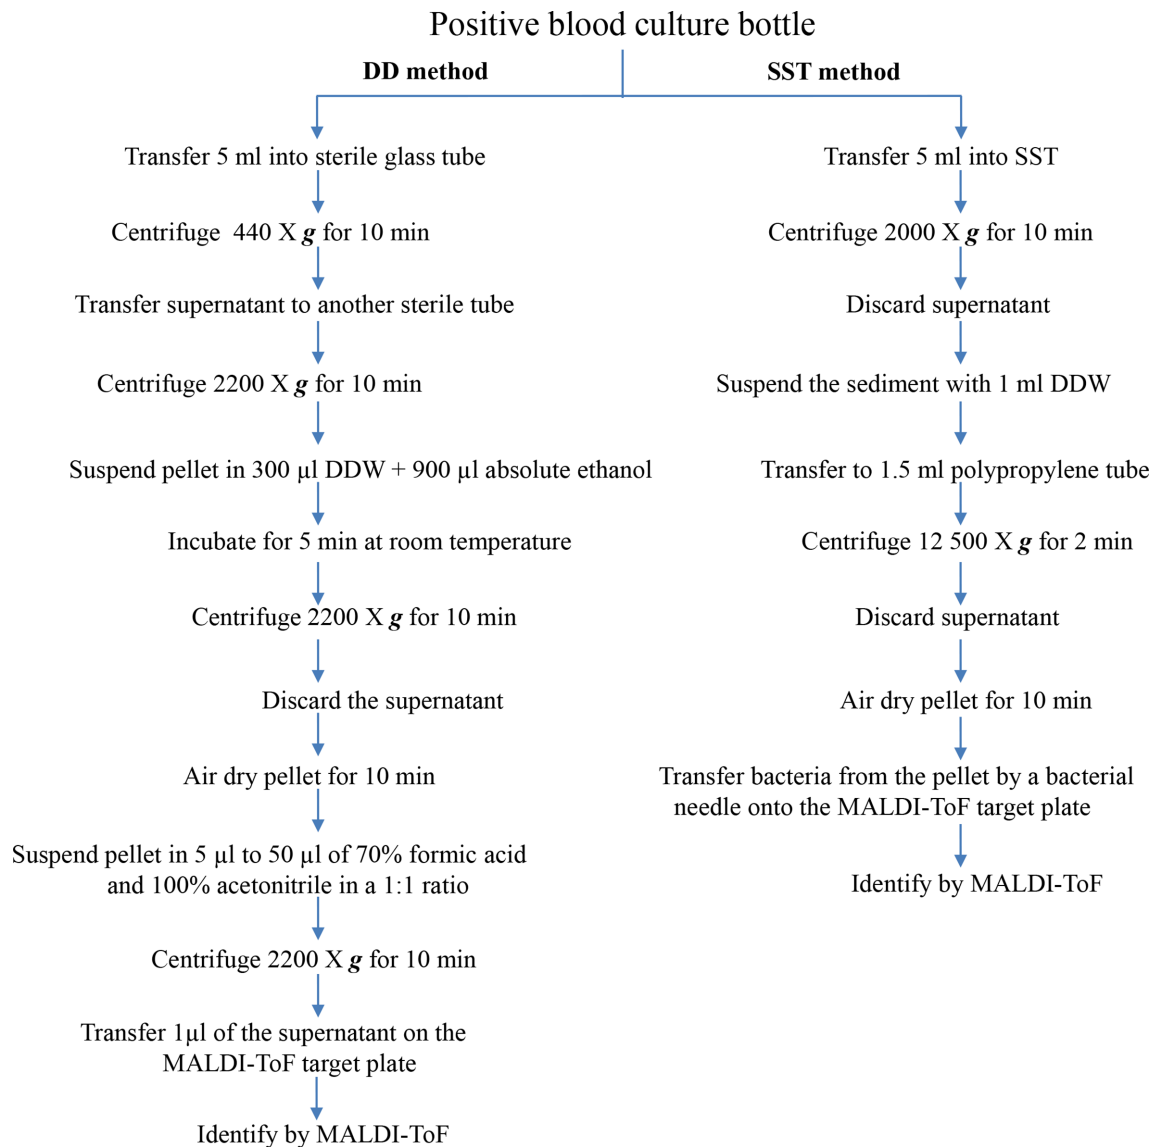 Positive blood culture bottle
DD method
Transfer 5 ml into sterile glass tube
Centrifuge 440 X g for 10 min
Transfer supernatant to another sterile tube
Centrifuge 2200 X g for 10 min
Suspend pellet in 300 µl DDW + 900 µl absolute ethanol
Incubate for 5 min at room temperature
Centrifuge 2200 X g for 10 min
Discard the supernatant
Air dry pellet for 10 min
Suspend pellet in 5 µl to 50 µl of 70% formic acid
and 100% acetonitrile in a 1:1 ratio
Centrifuge 2200 X g for 10 min
Transfer 1µl of the supernatant on the
MALDI-ToF target plate
Identify by MALDI-ToF
SST method
Transfer 5 ml into SST
Centrifuge 2000 X g for 10 min
Discard supernatant
Suspend the sediment with 1 ml DDW
Transfer to 1.5 ml polypropylene tube
Centrifuge 12 500 X g for 2 min
Discard supernatant
Air dry pellet for 10 min
Transfer bacteria from the pellet by a bacterial
needle onto the MALDI-ToF target plate
Identify by MALDI-ToF